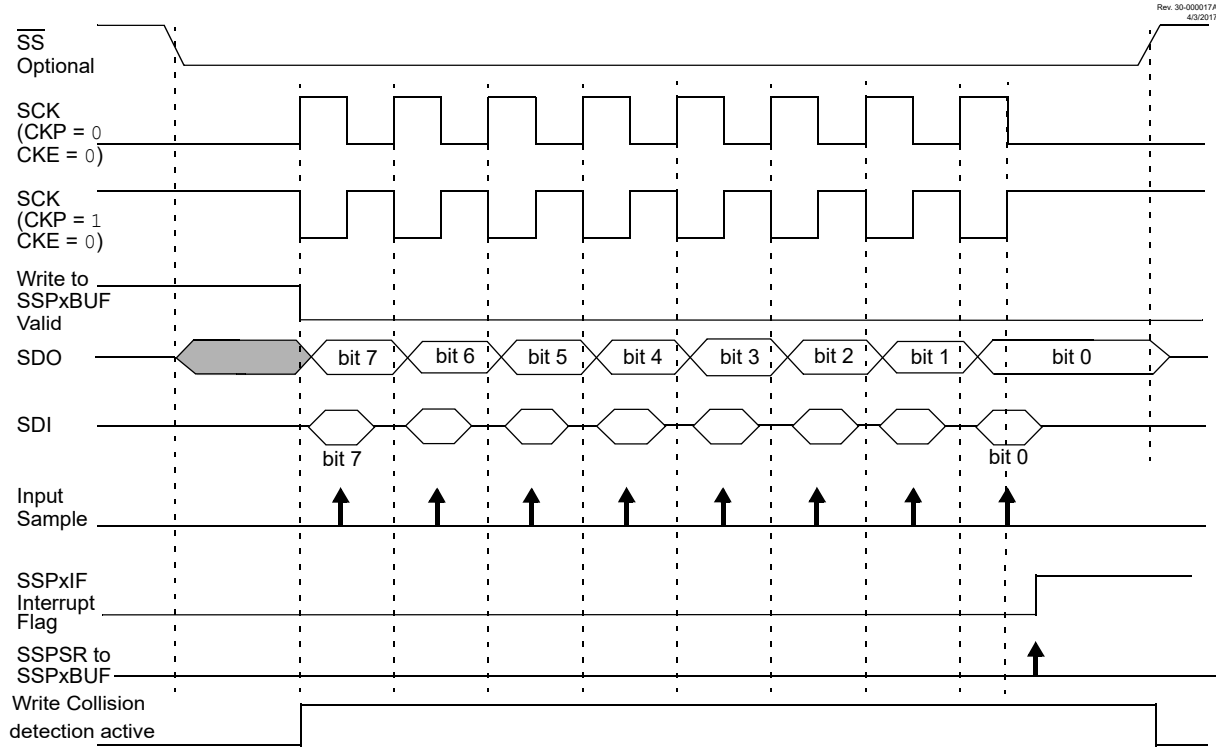 Rev. 30-000017A
4/3/2017
SS
Optional
SCK
(CKP = 0
CKE = 0)
SCK
(CKP = 1
CKE = 0)
Write to
SSPxBUF
Valid
SDO
bit 7 bit 6 bit 5 bit 4 bit 3 bit 2 bit 1 bit 0
SDI
bit 7 bit 0
Input
Sample
SSPxIF
Interrupt
Flag
SSPSR to
SSPxBUF
Write Collision
detection active